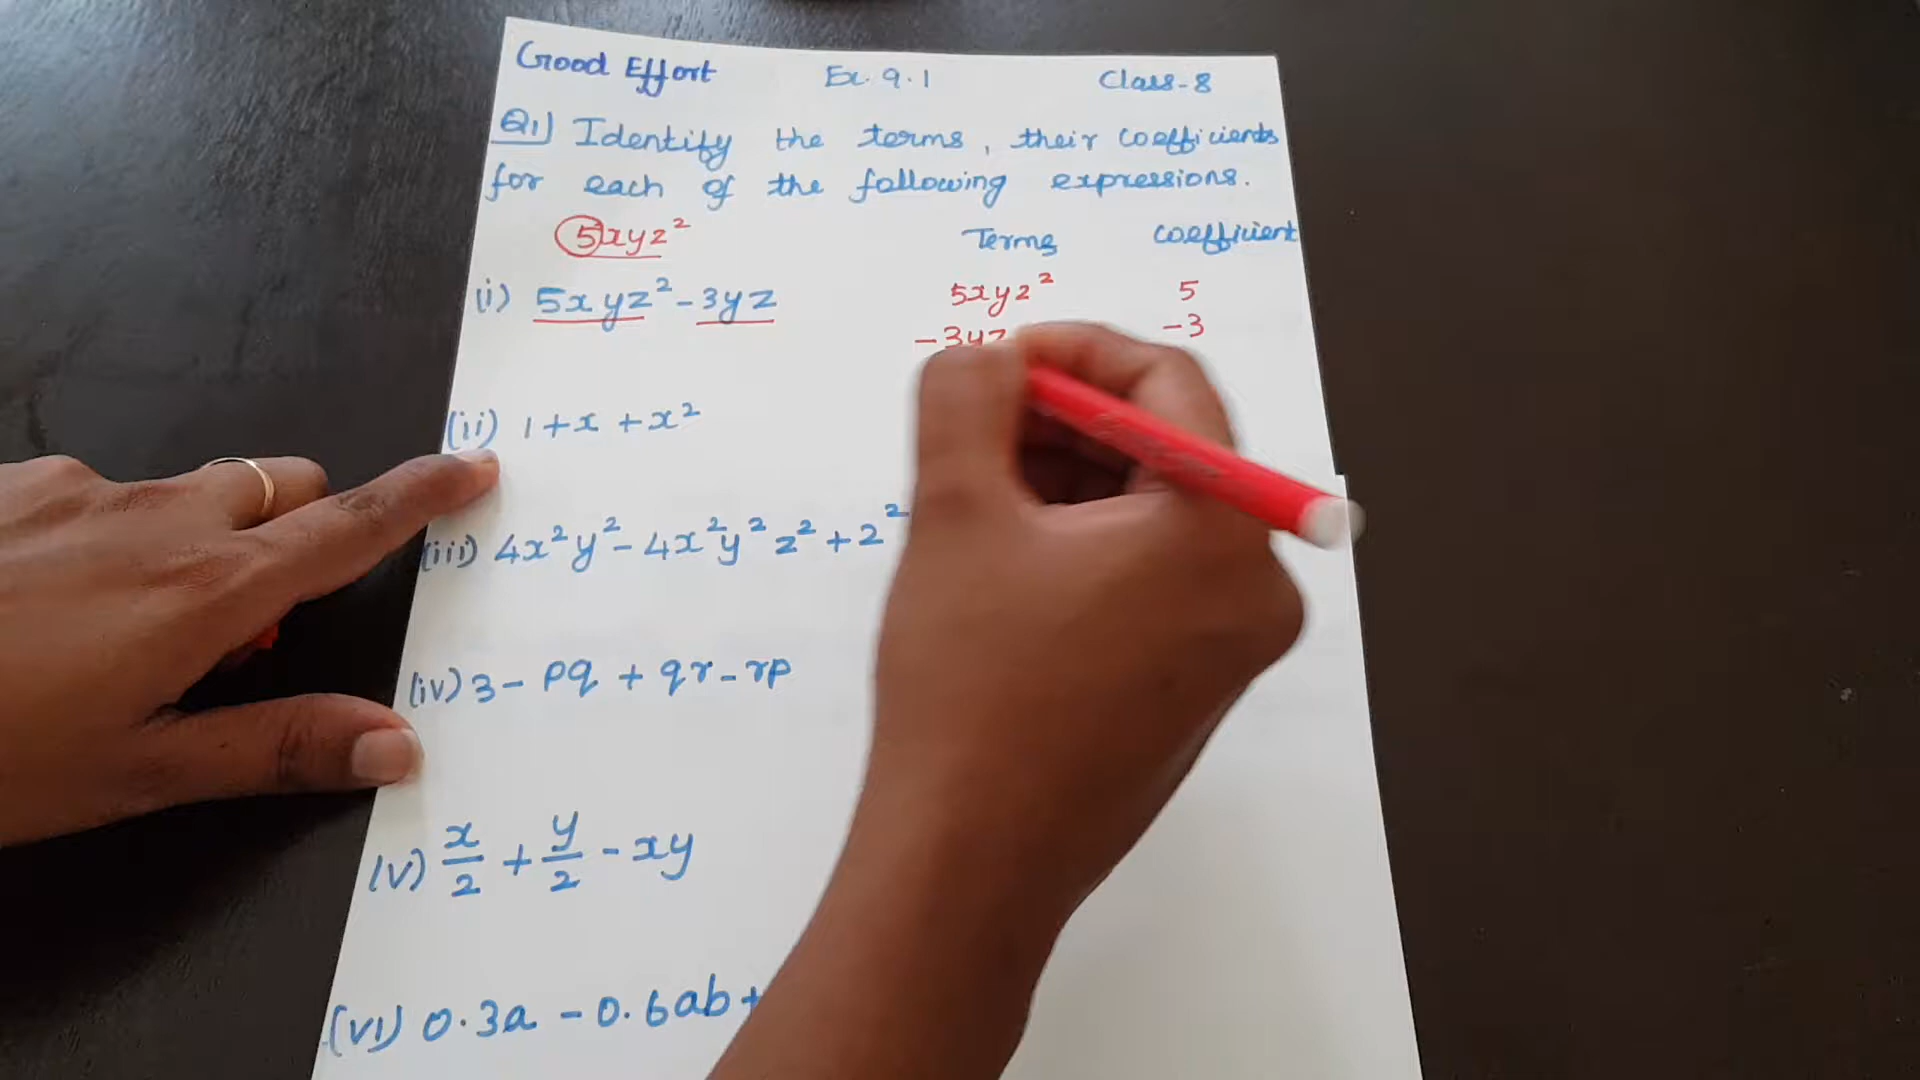 Good Effort Ex. 9.1 Class-8
Q1) Identify the terms, their coefficients
for each of the following expressions.
5xyz²
Terms coefficient
(i) 5xyz² - 3yz 5xyz² 5
-3yz -3
(ii) 1 + x + x²
(iii) 4x²y² - 4x²y²z² + 2²
(iv) 3 - pq + qr - rp
(v) x/2 + y/2 - xy
(vi) 0.3a - 0.6ab +